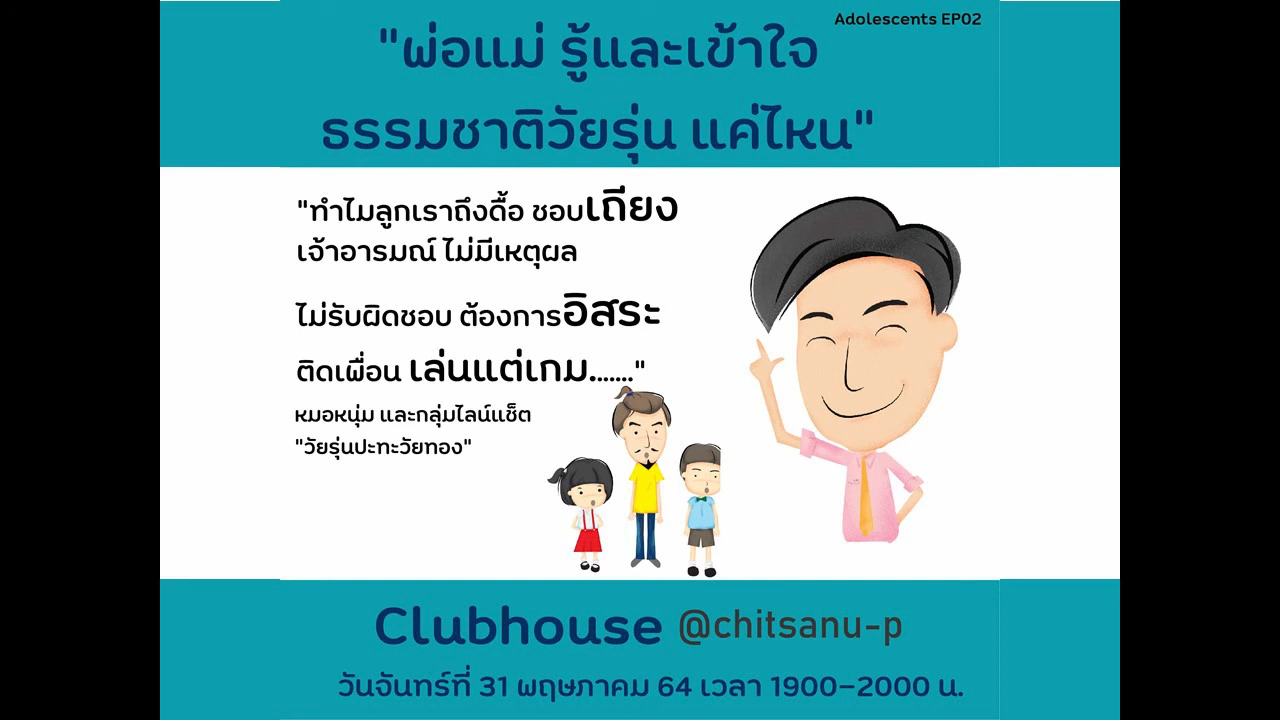 Adolescents EP02
"พ่อแม่ รู้และเข้าใจ
ธรรมชาติวัยรุ่น แค่ไหน"
"ทำไมลูกเราถึงดื้อ ชอบเถียง
เจ้าอารมณ์ ไม่มีเหตุผล
ไม่รับผิดชอบ ต้องการอิสระ
ติดเพื่อน เล่นแต่เกม......."
หมอหนุ่ม และกลุ่มไลน์แช็ต
"วัยรุ่นปะทะวัยทอง"
Clubhouse @chitsanu-p
วันจันทร์ที่ 31 พฤษภาคม 64 เวลา 1900-2000 น.